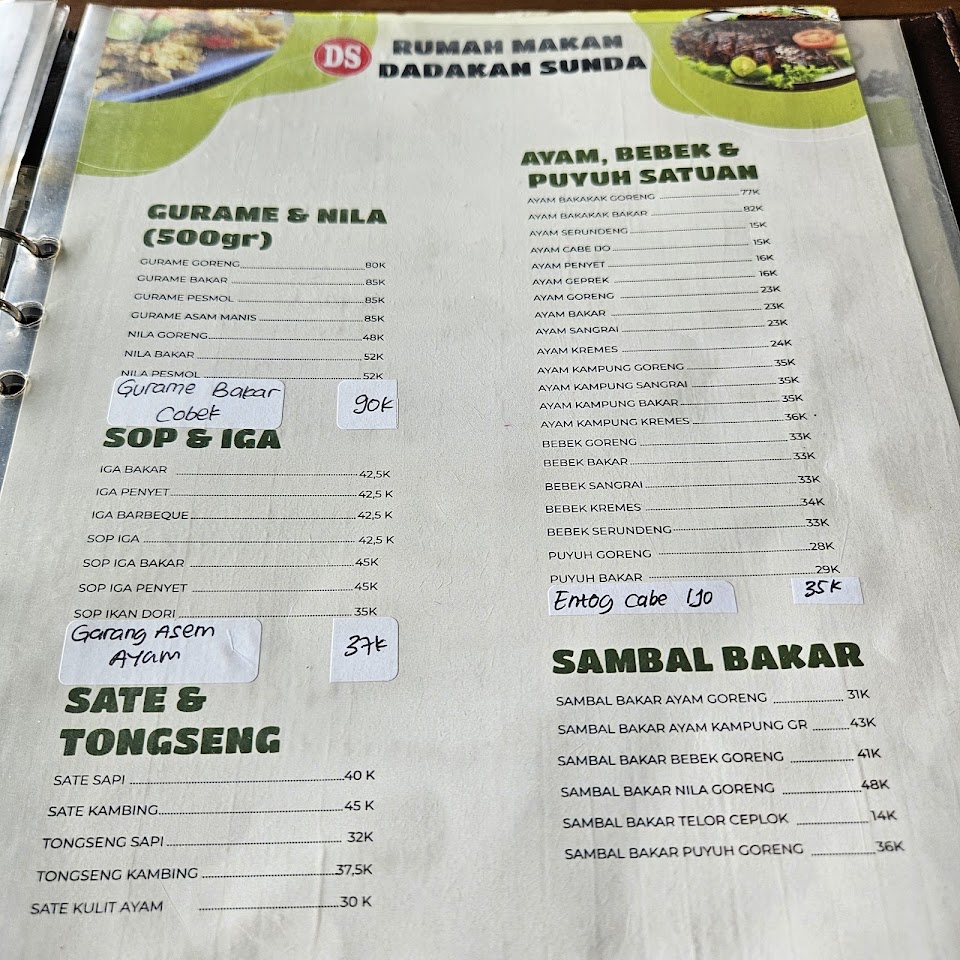 DS
RUMAH MAKAN
DADAKAN SUNDA
GURAME & NILA
(500gr)
GURAME GORENG 80K
GURAME BAKAR 85K
GURAME PESMOL 85K
GURAME ASAM MANIS 85K
NILA GORENG 48K
NILA BAKAR 52K
NILA PESMOL 52K
Gurame Bakar 90K
Cobek
SOP & IGA
IGA BAKAR 42,5K
IGA PENYET 42,5 K
IGA BARBEQUE 42,5 K
SOP IGA 42,5 K
SOP IGA BAKAR 45K
SOP IGA PENYET 45K
SOP IKAN DORI 35K
Garang Asem 37K
Ayam
SATE &
TONGSENG
SATE SAPI 40 K
SATE KAMBING 45 K
TONGSENG SAPI 32K
TONGSENG KAMBING 37,5K
SATE KULIT AYAM 30 K
AYAM, BEBEK &
PUYUH SATUAN
AYAM BAKAKAK GORENG 77K
AYAM BAKAKAK BAKAR 82K
AYAM SERUNDENG 15K
AYAM CABE IJO 15K
AYAM PENYET 16K
AYAM GEPREK 16K
AYAM GORENG 23K
AYAM BAKAR 23K
AYAM SANGRAI 23K
AYAM KREMES 24K
AYAM KAMPUNG GORENG 35K
AYAM KAMPUNG SANGRAI 35K
AYAM KAMPUNG BAKAR 35K
AYAM KAMPUNG KREMES 36K
BEBEK GORENG 33K
BEBEK BAKAR 33K
BEBEK SANGRAI 33K
BEBEK KREMES 34K
BEBEK SERUNDENG 33K
PUYUH GORENG 28K
PUYUH BAKAR 29K
Entog cabe IJO 35K
SAMBAL BAKAR
SAMBAL BAKAR AYAM GORENG 31K
SAMBAL BAKAR AYAM KAMPUNG GR 43K
SAMBAL BAKAR BEBEK GORENG 41K
SAMBAL BAKAR NILA GORENG 48K
SAMBAL BAKAR TELOR CEPLOK 14K
SAMBAL BAKAR PUYUH GORENG 36K